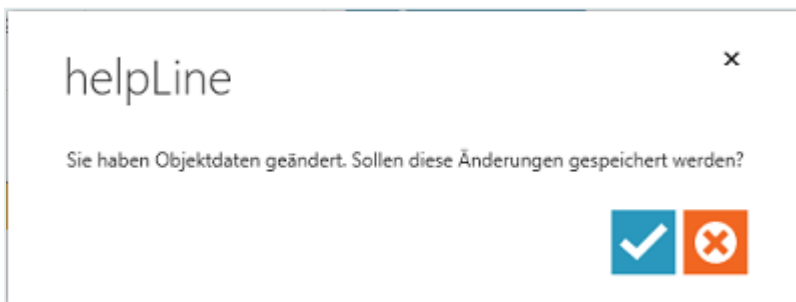 helpLine
Sie haben Objektdaten geändert. Sollen diese Änderungen gespeichert werden?